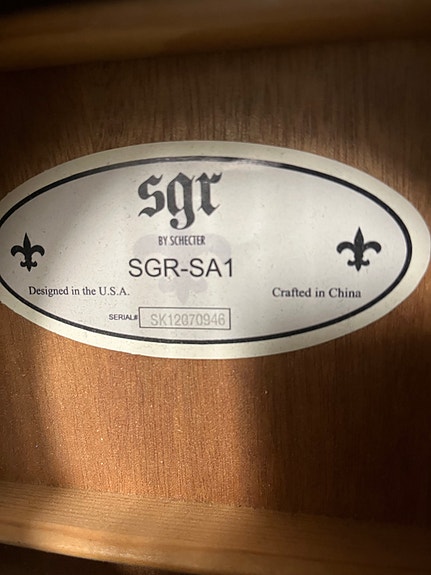 sgr
BY SCHECTER
SGR-SA1
Designed in the U.S.A. Crafted in China
SERIAL# SK12070946